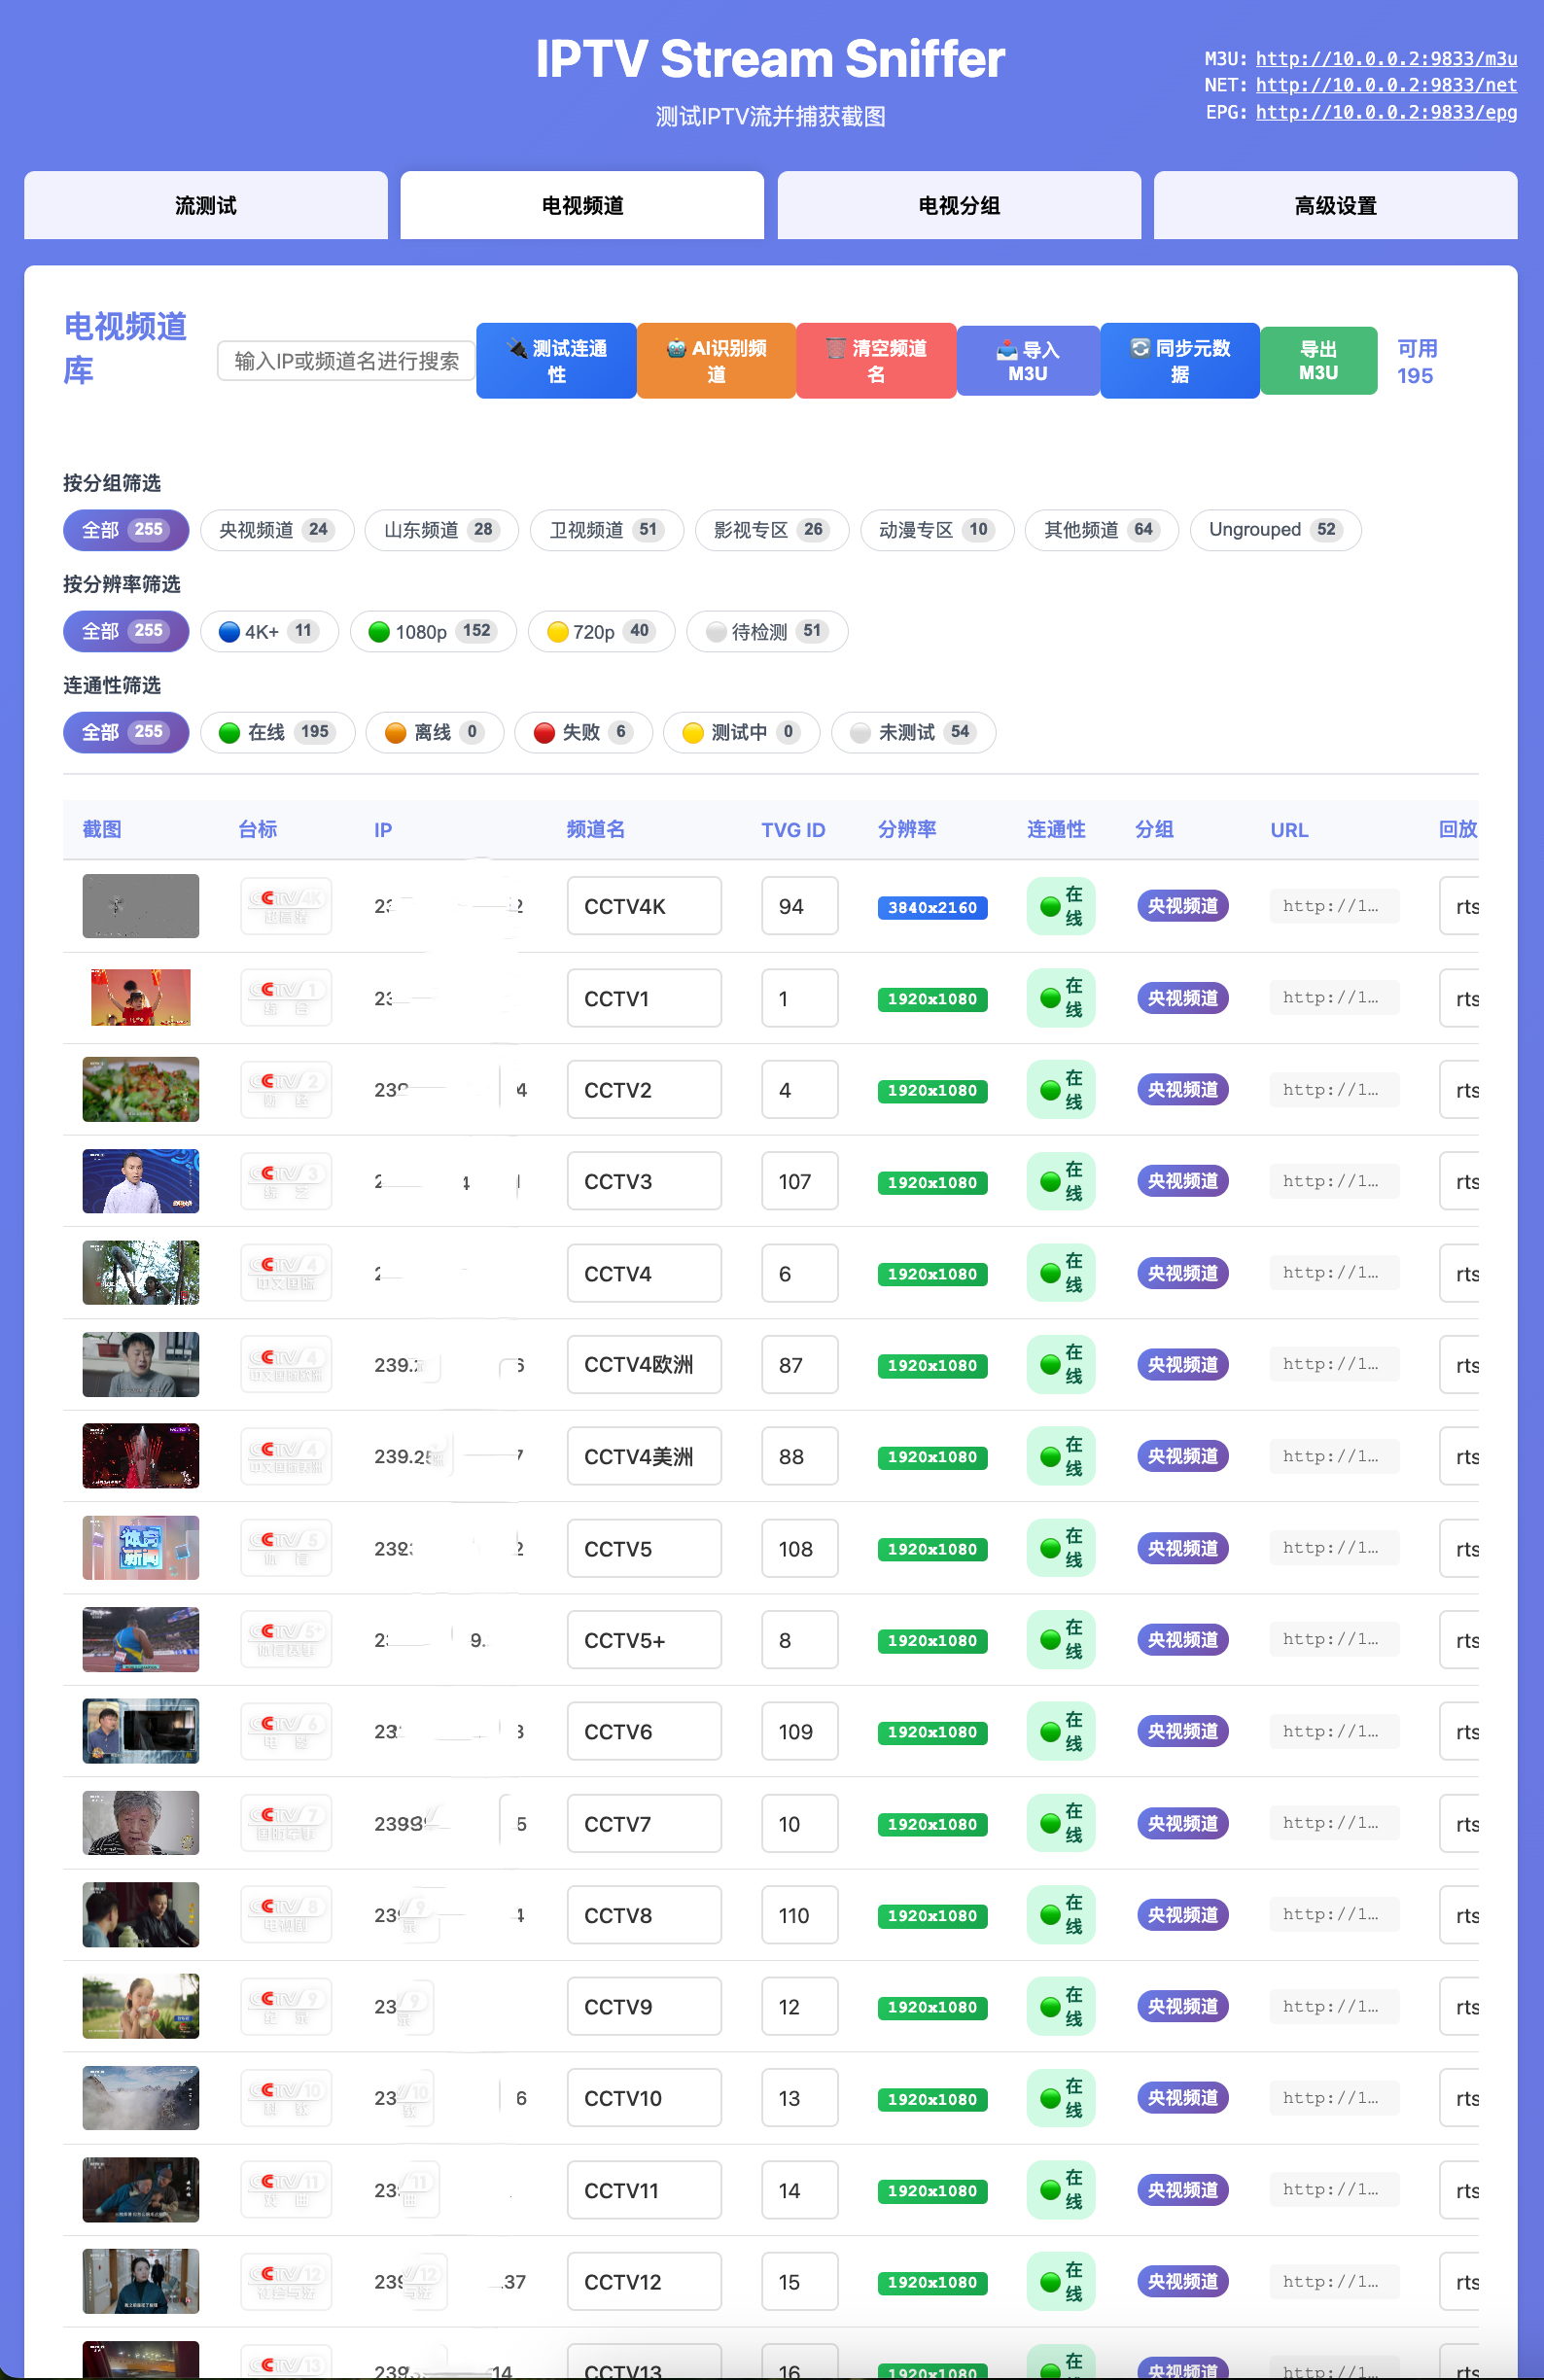 IPTV Stream Sniffer
测试IPTV流并捕获截图
M3U: http://10.0.0.2:9833/m3u
NET: http://10.0.0.2:9833/net
EPG: http://10.0.0.2:9833/epg
流测试 电视频道 电视分组 高级设置
电视频道库
输入IP或频道名进行搜索
测试连通性
AI识别频道
清空频道名
导入M3U
同步元数据
导出M3U
可用195
按分组筛选
全部 255 央视频道 24 山东频道 28 卫视频道 51 影视专区 26 动漫专区 10 其他频道 64 Ungrouped 52
按分辨率筛选
全部 255 4K+ 11 1080p 152 720p 40 待检测 51
连通性筛选
全部 255 在线 195 离线 0 失败 6 测试中 0 未测试 54
截图 台标 IP 频道名 TVG ID 分辨率 连通性 分组 URL 回放
CCTV4K 94 3840x2160 在线 央视频道 http://1… rts
CCTV1 1 1920x1080 在线 央视频道 http://1… rts
CCTV2 4 1920x1080 在线 央视频道 http://1… rts
CCTV3 107 1920x1080 在线 央视频道 http://1… rts
CCTV4 6 1920x1080 在线 央视频道 http://1… rts
239. CCTV4欧洲 87 1920x1080 在线 央视频道 http://1… rts
239.25 CCTV4美洲 88 1920x1080 在线 央视频道 http://1… rts
体育新闻 CCTV5 108 1920x1080 在线 央视频道 http://1… rts
CCTV5+ 8 1920x1080 在线 央视频道 http://1… rts
CCTV6 109 1920x1080 在线 央视频道 http://1… rts
CCTV7 10 1920x1080 在线 央视频道 http://1… rts
CCTV8 110 1920x1080 在线 央视频道 http://1… rts
CCTV9 12 1920x1080 在线 央视频道 http://1… rts
CCTV10 13 1920x1080 在线 央视频道 http://1… rts
CCTV11 14 1920x1080 在线 央视频道 http://1… rts
CCTV12 15 1920x1080 在线 央视频道 http://1… rts
CCTV13 16 1920x1080 在线 央视频道 http://1… rts